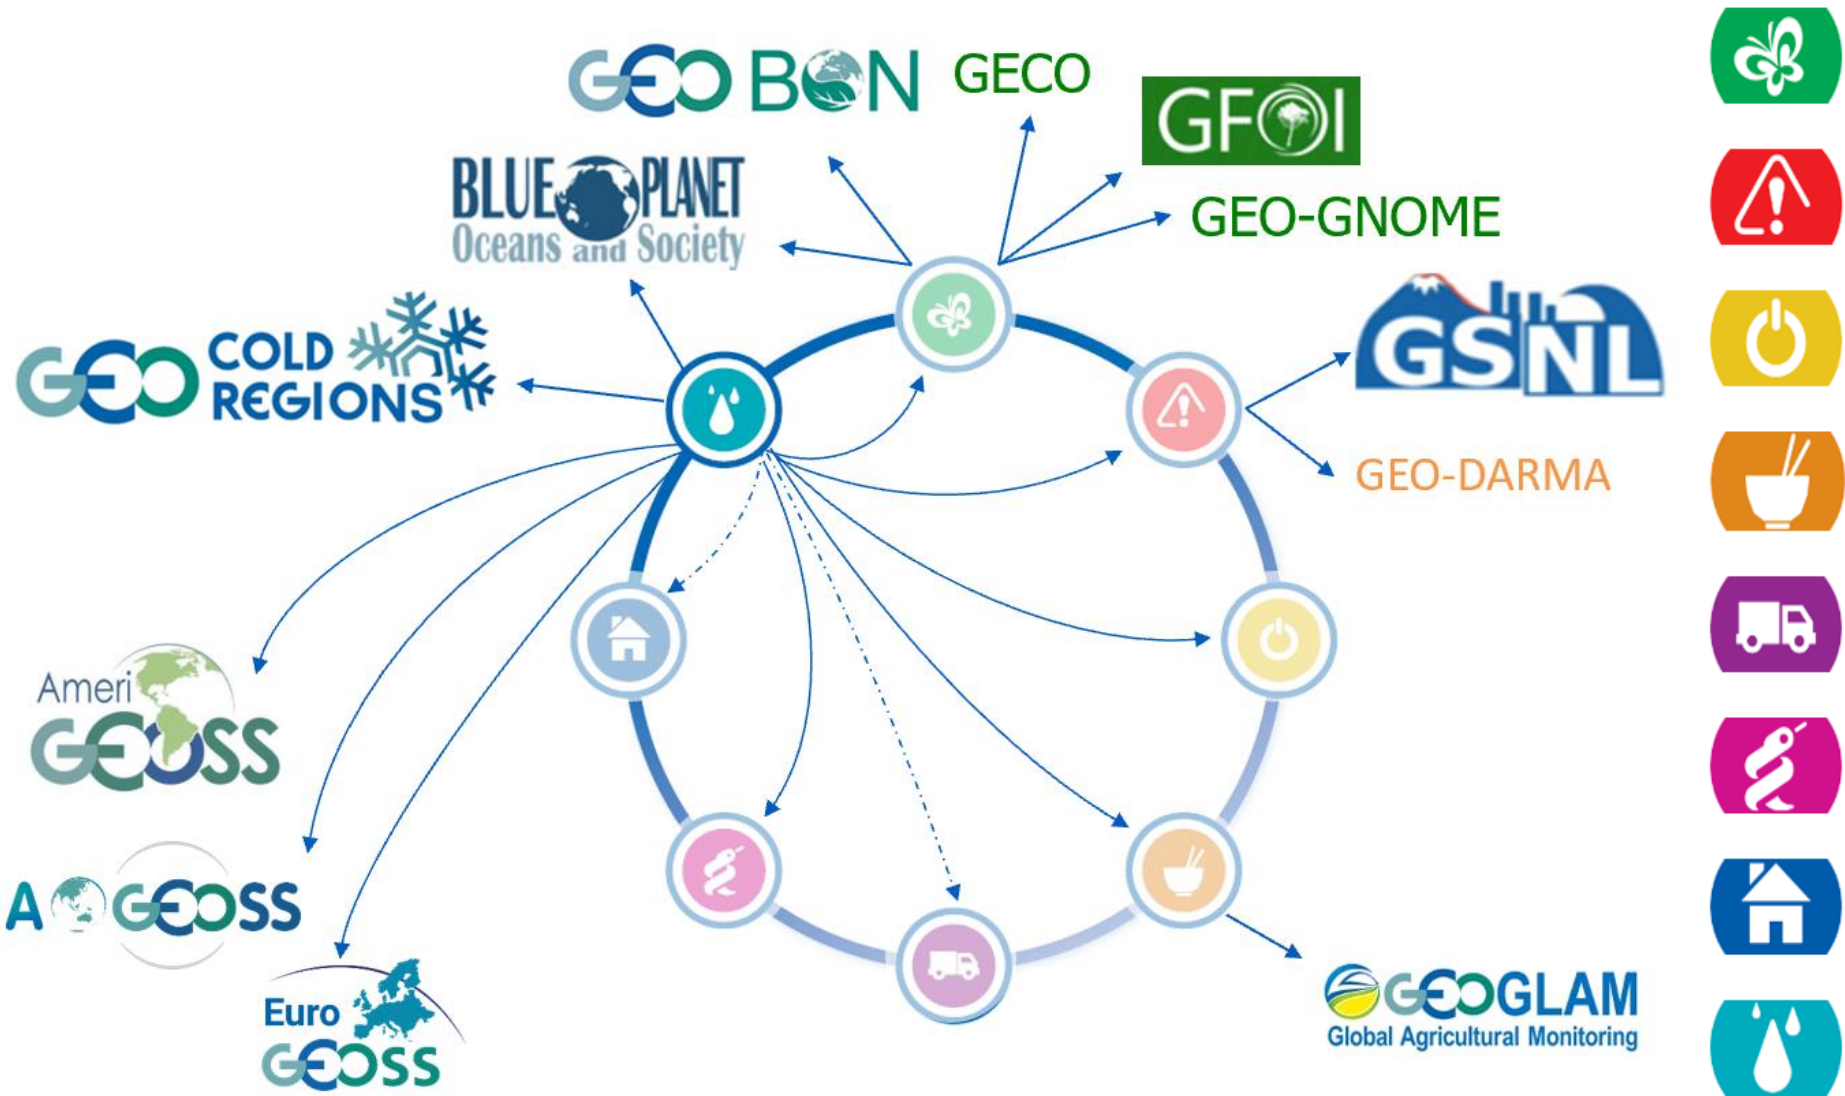 GEO BON
GECO
GFOI
BLUE PLANET
Oceans and Society
GEO-GNOME
GEO COLD
REGIONS
GSNL
GEO-DARMA
Ameri
GEOSS
AOGEOSS
Euro
GEOSS
GEOGLAM
Global Agricultural Monitoring